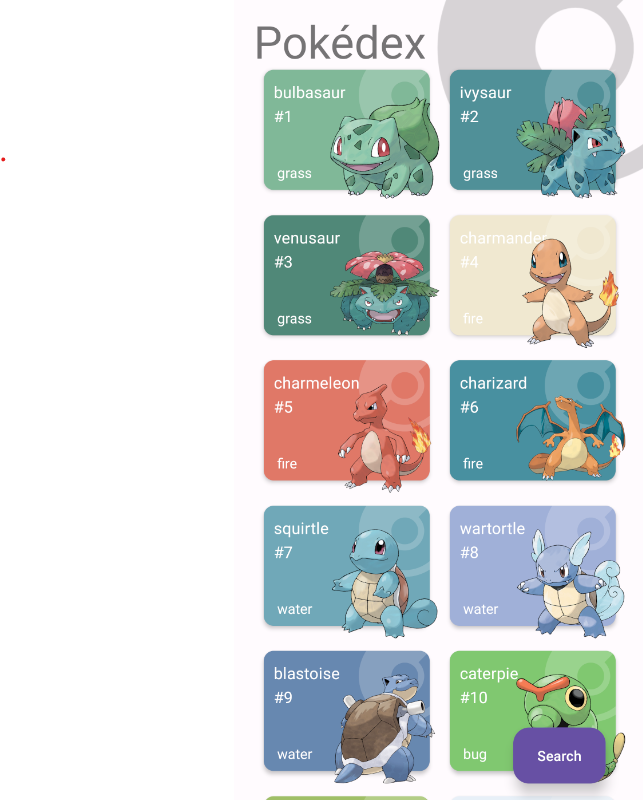 Pokédex
bulbasaur
#1
grass
ivysaur
#2
grass
venusaur
#3
grass
charmander
#4
fire
charmeleon
#5
fire
charizard
#6
fire
squirtle
#7
water
wartortle
#8
water
blastoise
#9
water
caterpie
#10
bug
Search